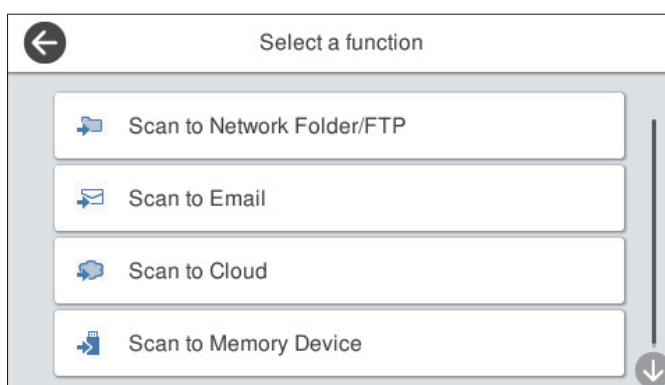 Select a function
Scan to Network Folder/FTP
Scan to Email
Scan to Cloud
Scan to Memory Device